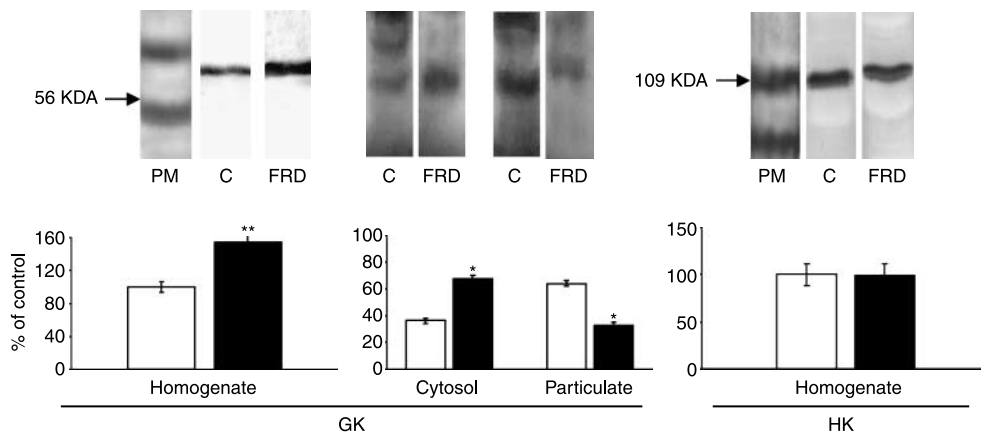 56 KDA
PM C FRD
C FRD C FRD
109 KDA
PM C FRD
% of control
160
120
80
40
0
**
Homogenate
100
80
60
40
20
0
*
*
Cytosol Particulate
GK
150
100
50
0
Homogenate
HK